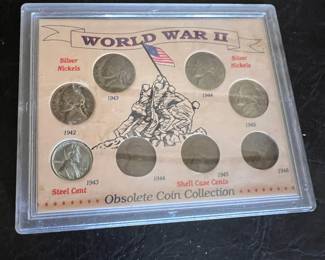 WORLD WAR II
Silver
Nickels
Silver
Nickels
1943
1944
1942
1945
1943
1944
1945
1946
Steel Cent
Shell Case Cents
Obsolete Coin Collection